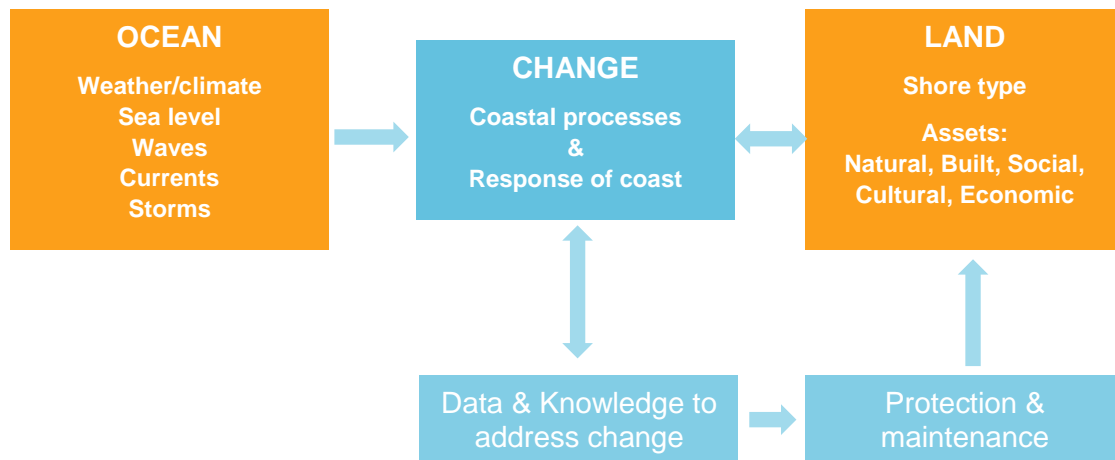 OCEAN
Weather/climate
Sea level
Waves
Currents
Storms
CHANGE
Coastal processes
&
Response of coast
LAND
Shore type
Assets:
Natural, Built, Social,
Cultural, Economic
Data & Knowledge to
address change
Protection &
maintenance